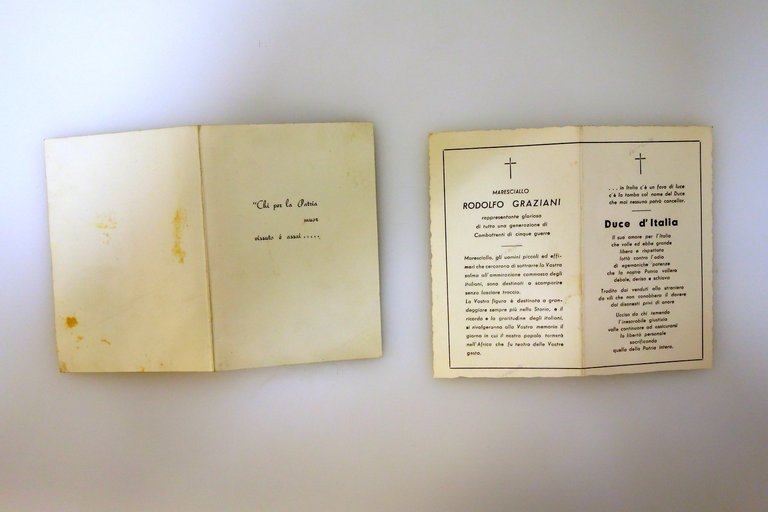 "Chi per la Patria
muor
vissuto è assai.....
MARESCIALLO
RODOLFO GRAZIANI
rappresentante glorioso
di tutta una generazione di
Combattenti di cinque guerre
Maresciallo, gli uomini piccoli ed effi-
meri che cercarono di sottrarre la Vostra
salma all'ammirazione commossa degli
Italiani, sono destinati a scomparire
senza lasciare traccia.
La Vostra figura è destinata a gran-
deggiare sempre più nella Storia, e il
ricordo e la gratitudine degli italiani,
si rivolgeranno alla Vostra memoria il
giorno in cui il nostro popolo tornerà
nell'Africa che fu teatro delle Vostre
gesta.
... in Italia c'è un faro di luce
c'è la tomba col nome del Duce
che mai nessuno potrà cancellar.
Duce d'Italia
Il suo amore per l'Italia
che volle ed ebbe grande
libera e rispettata
lottò contro l'odio
di egemoniche potenze
che la nostra Patria vollero
debole, derisa e schiava
Tradito dai venduti allo straniero
da vili che non conobbero il dovere
dai disonesti privi di onore
Ucciso da chi temendo
l'inesorabile giustizia
volle continuare ad assicurarsi
la libertà personale
sacrificando
quella della Patria intera.